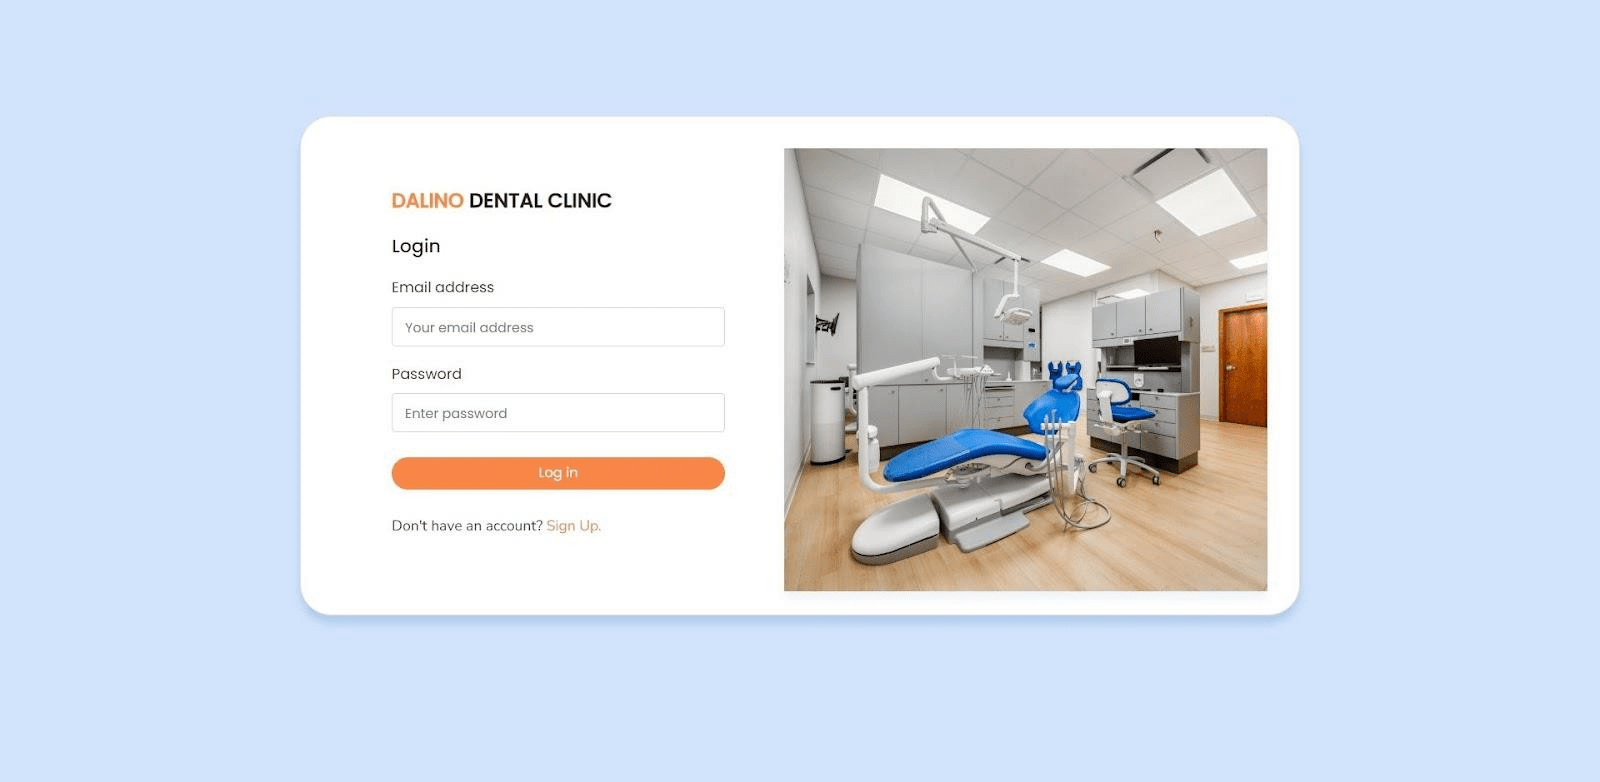 DALINO DENTAL CLINIC
Login
Email address
Your email address
Password
Enter password
Log in
Don't have an account? Sign Up.